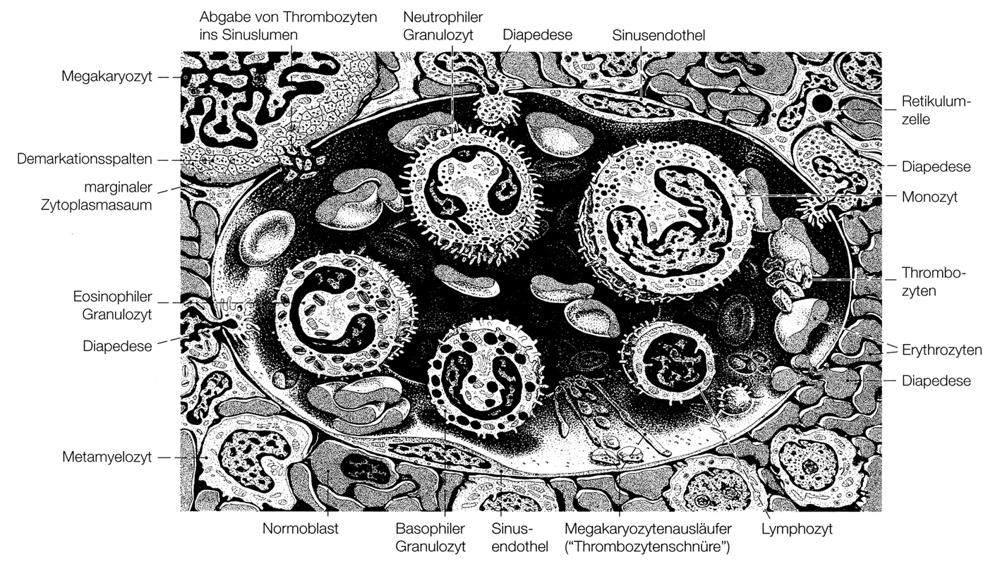 Abgabe von Thrombozyten
ins Sinuslumen
Neutrophiler
Granulozyt
Diapedese
Sinusendothel
Megakaryozyt
Demarkationsspalten
marginaler
Zytoplasmasaum
Eosinophiler
Granulozyt
Diapedese
Metamyelozyt
Retikulum-
zelle
Diapedese
Monozyt
Thrombo-
zyten
Erythrozyten
Diapedese
Normoblast
Basophiler
Granulozyt
Sinus-
endothel
Megakaryozytenausläufer
(“Thrombozytenschnüre”)
Lymphozyt